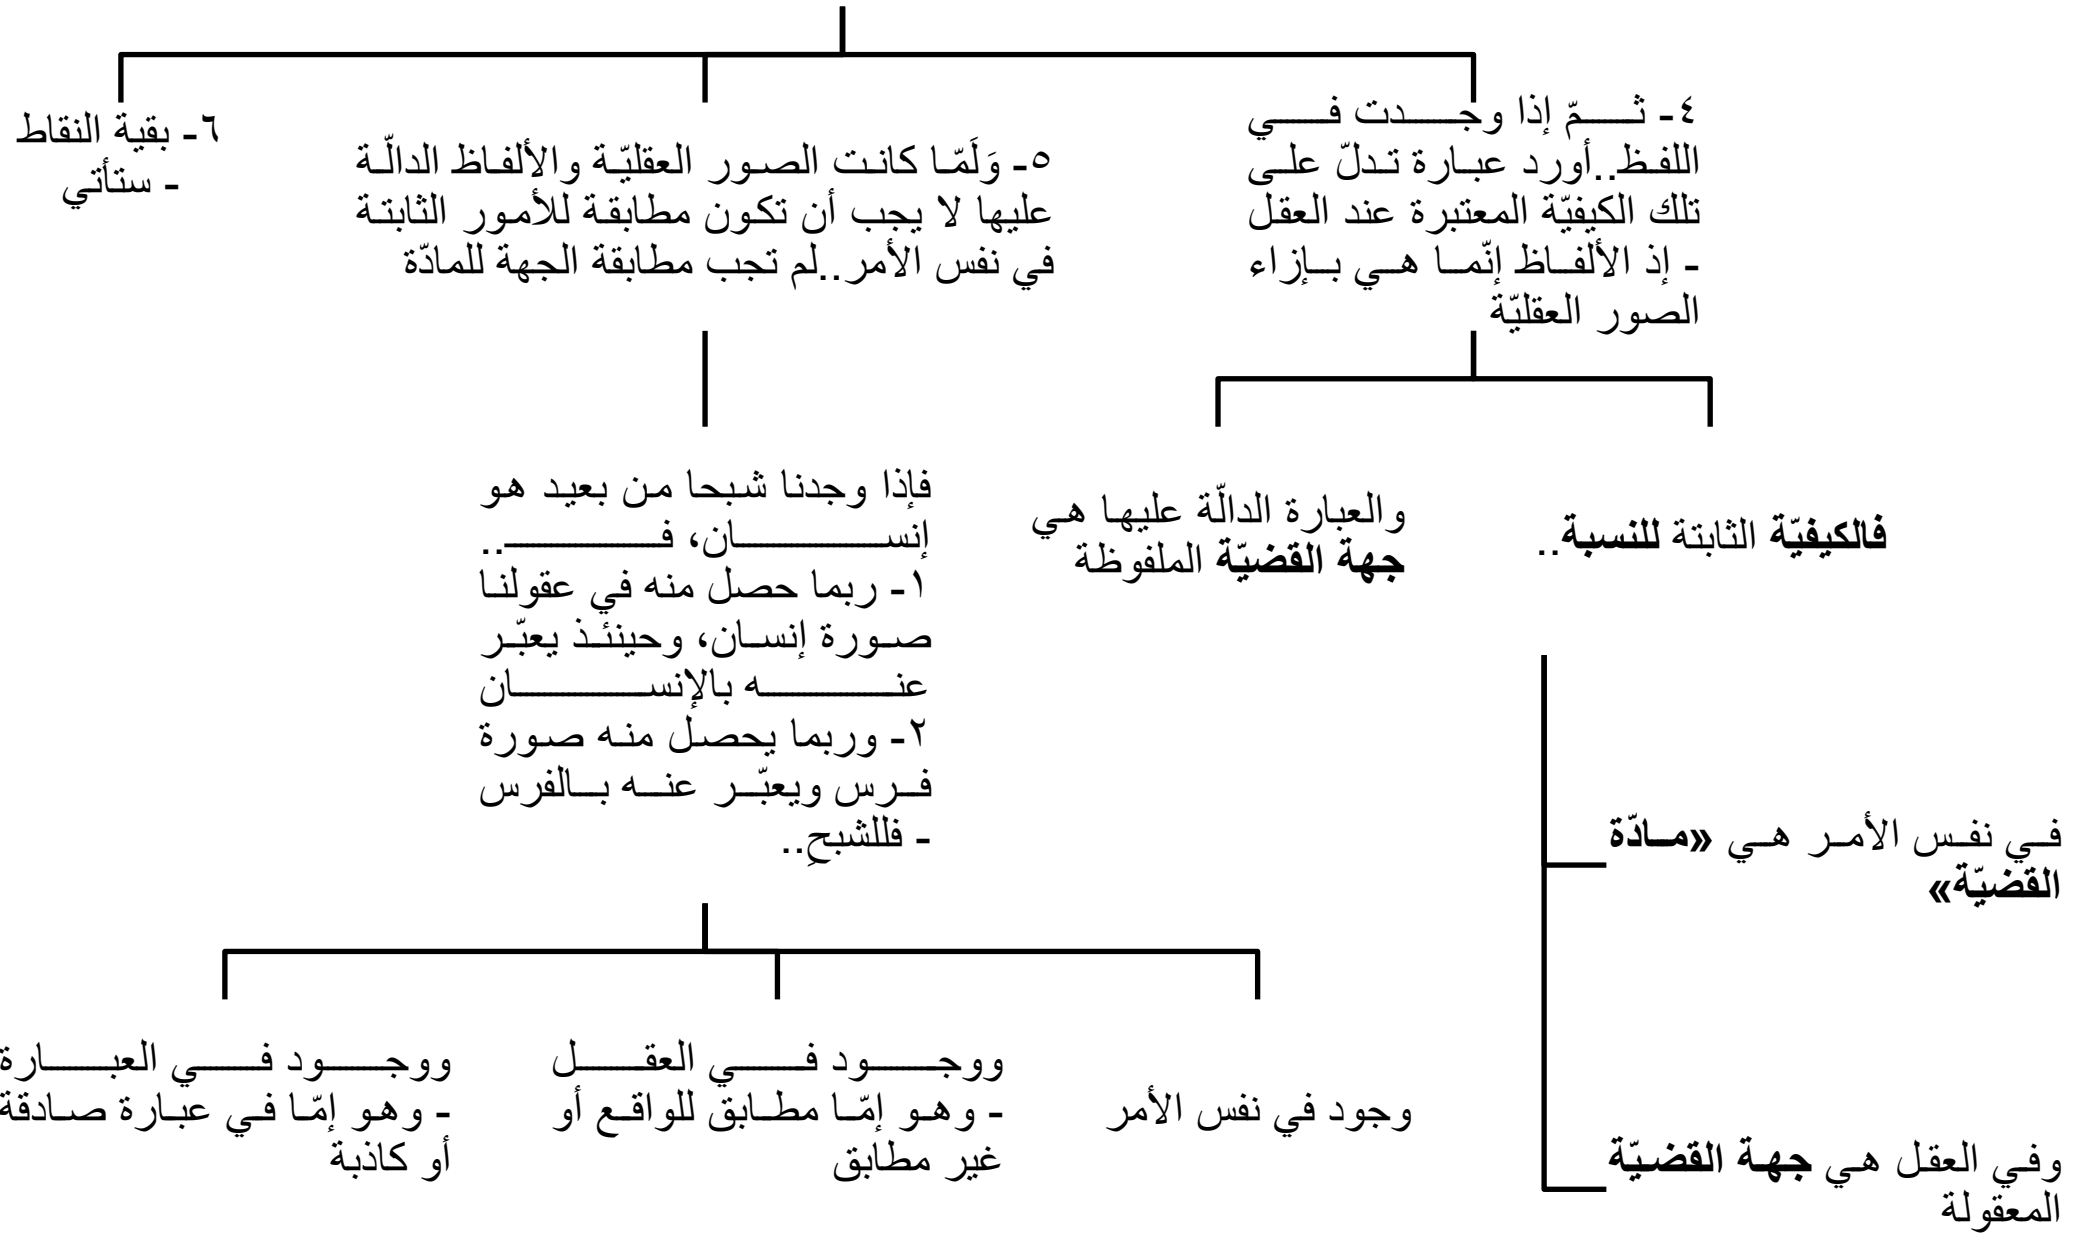 ٤- ثمّ إذا وجدت في
اللفظ..أورد عبارة تدلّ على
تلك الكيفيّة المعتبرة عند العقل
- إذ الألفاظ إنّما هي بإزاء
الصور العقليّة
٥- وَلَمّا كانت الصور العقليّة والألفاظ الدالّة
عليها لا يجب أن تكون مطابقة للأمور الثابتة
في نفس الأمر..لم تجب مطابقة الجهة للمادّة
٦- بقية النقاط
- ستأتي
فالكيفيّة الثابتة للنسبة..
والعبارة الدالّة عليها هي
جهة القضيّة الملفوظة
فإذا وجدنا شبحا من بعيد هو
إنسان، فـ..
١- ربما حصل منه في عقولنا
صورة إنسان، وحينئذ يعبّر
عنه بالإنسان
٢- وربما يحصل منه صورة
فرس ويعبّر عنه بالفرس
- فللشبحِ..
في نفس الأمر هي «مادّة
القضيّة»
وفي العقل هي جهة القضيّة
المعقولة
وجود في نفس الأمر
ووجود في العقل
- وهو إمّا مطابق للواقع أو
غير مطابق
ووجود في العبارة
- وهو إمّا في عبارة صادقة
أو كاذبة